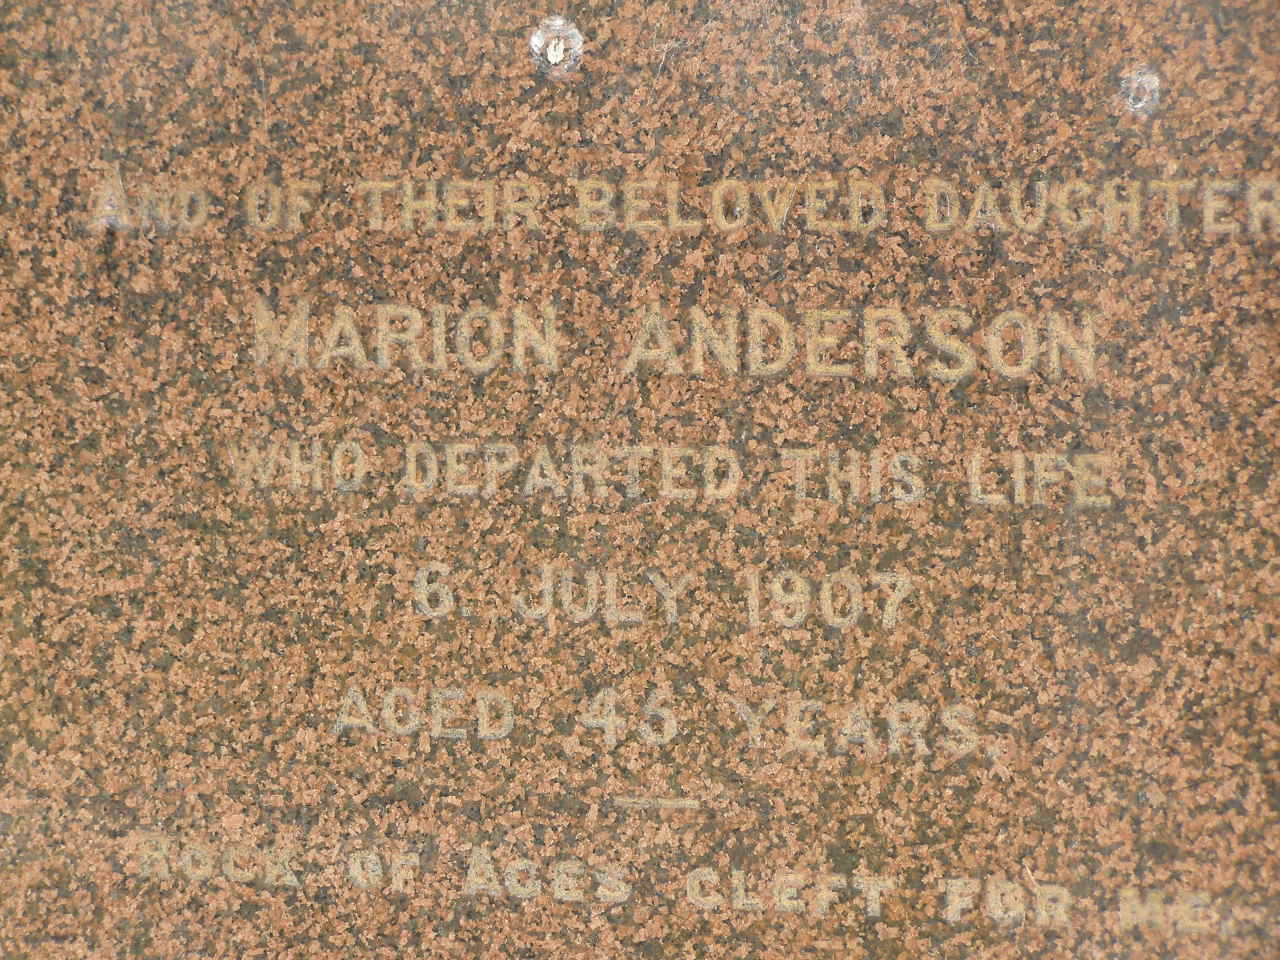 AND OF THEIR BELOVED DAUGHTER
MARION ANDERSON
WHO DEPARTED THIS LIFE
6. JULY 1907
AGED 45 YEARS.
ROCK OF AGES CLEFT FOR ME.